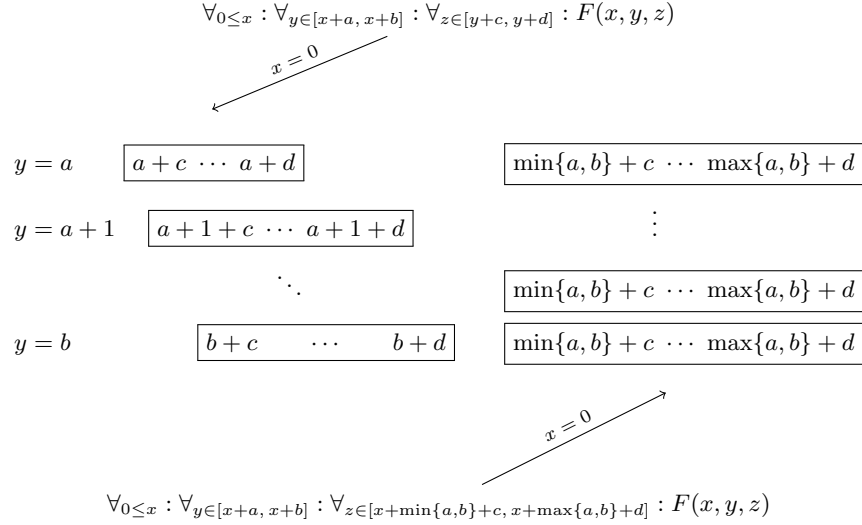 ∀_{0≤x} : ∀_{y∈[x+a, x+b]} : ∀_{z∈[y+c, y+d]} : F(x, y, z)
x = 0
y = a a + c ⋯ a + d min{a, b} + c ⋯ max{a, b} + d
y = a + 1 a + 1 + c ⋯ a + 1 + d ⋮
⋱ min{a, b} + c ⋯ max{a, b} + d
y = b b + c ⋯ b + d min{a, b} + c ⋯ max{a, b} + d
x = 0
∀_{0≤x} : ∀_{y∈[x+a, x+b]} : ∀_{z∈[x+min{a,b}+c, x+max{a,b}+d]} : F(x, y, z)